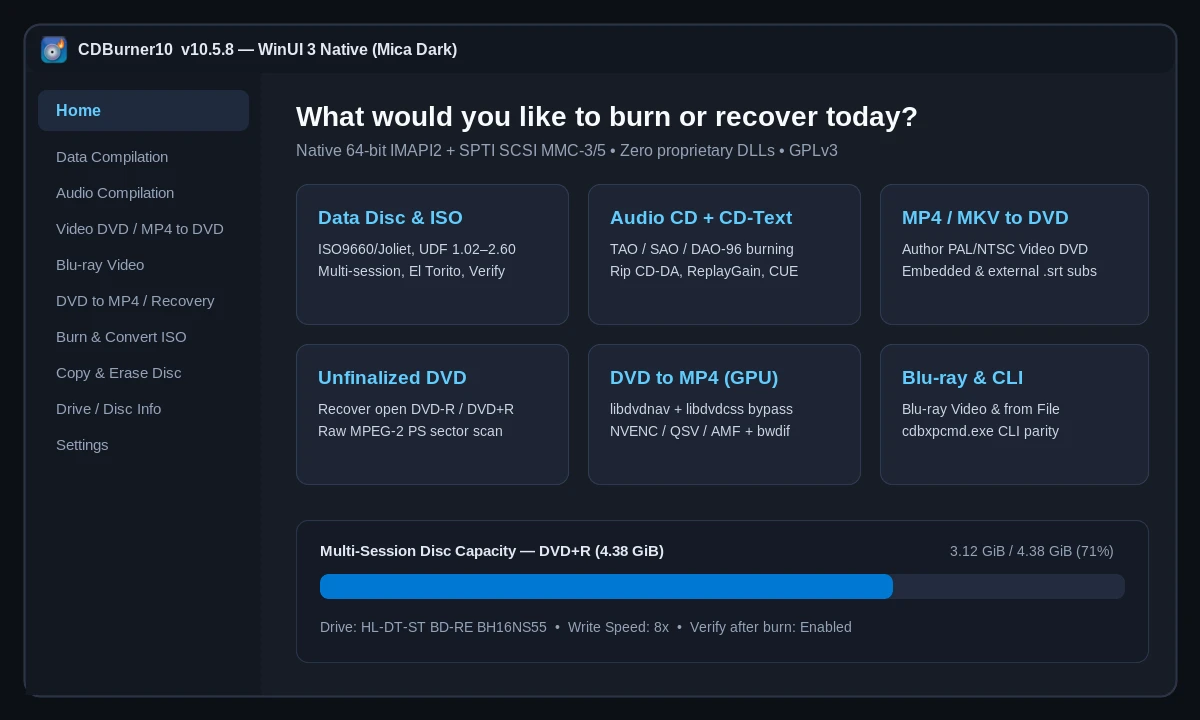 CDBurner10 v10.5.8 — WinUI 3 Native (Mica Dark)
Home
Data Compilation
Audio Compilation
Video DVD / MP4 to DVD
Blu-ray Video
DVD to MP4 / Recovery
Burn & Convert ISO
Copy & Erase Disc
Drive / Disc Info
Settings
What would you like to burn or recover today?
Native 64-bit IMAPI2 + SPTI SCSI MMC-3/5 • Zero proprietary DLLs • GPLv3
Data Disc & ISO
ISO9660/Joliet, UDF 1.02–2.60
Multi-session, El Torito, Verify
Audio CD + CD-Text
TAO / SAO / DAO-96 burning
Rip CD-DA, ReplayGain, CUE
MP4 / MKV to DVD
Author PAL/NTSC Video DVD
Embedded & external .srt subs
Unfinalized DVD
Recover open DVD-R / DVD+R
Raw MPEG-2 PS sector scan
DVD to MP4 (GPU)
libdvdnav + libdvdcss bypass
NVENC / QSV / AMF + bwdif
Blu-ray & CLI
Blu-ray Video & from File
cdbxpcmd.exe CLI parity
Multi-Session Disc Capacity — DVD+R (4.38 GiB)
3.12 GiB / 4.38 GiB (71%)
Drive: HL-DT-ST BD-RE BH16NS55 • Write Speed: 8x • Verify after burn: Enabled